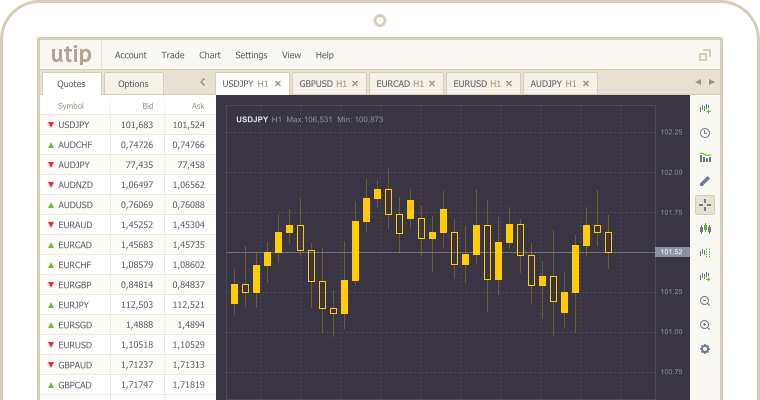 utip Account Trade Chart Settings View Help
Quotes Options USDJPY H1 GBPUSD H1 EURCAD H1 EURUSD H1 AUDJPY H1
Symbol Bid Ask
USDJPY 101,683 101,524
AUDCHF 0,74726 0,74766
AUDJPY 77,435 77,458
AUDNZD 1,06497 1,06562
AUDUSD 0,76069 0,76088
EURAUD 1,45252 1,45304
EURCAD 1,45683 1,45735
EURCHF 1,08579 1,08602
EURGBP 0,84814 0,84837
EURJPY 112,503 112,521
EURSGD 1,4888 1,4894
EURUSD 1,10518 1,10529
GBPAUD 1,71237 1,71313
GBPCAD 1,71747 1,71819
USDJPY H1 Max:106,531 Min: 100,873
102.25
102.00
101.75
101.52
101.25
101.00
100.75